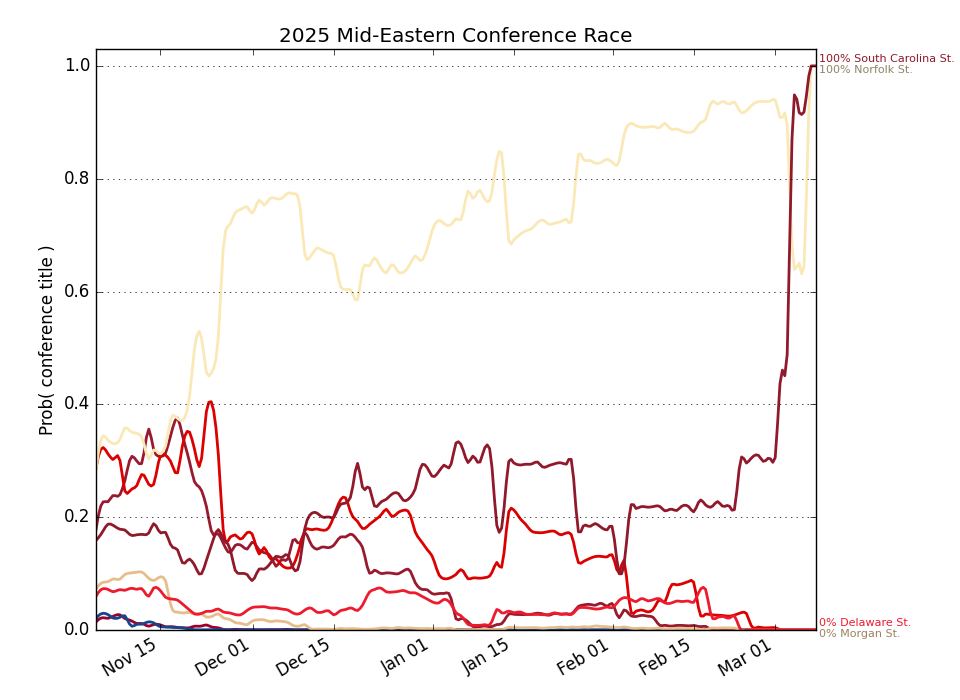 2025 Mid-Eastern Conference Race
1.0
0.8
0.6
0.4
0.2
0.0
Prob( conference title )
100% South Carolina St.
100% Norfolk St.
0% Delaware St.
0% Morgan St.
Nov 15
Dec 01
Dec 15
Jan 01
Jan 15
Feb 01
Feb 15
Mar 01